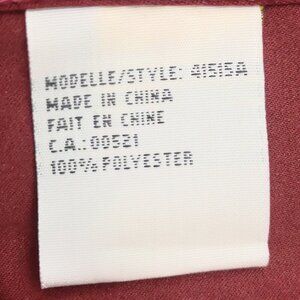 MODELLE/STYLE: 41515A
MADE IN CHINA
FAIT EN CHINE
C.A.:00521
100% POLYESTER